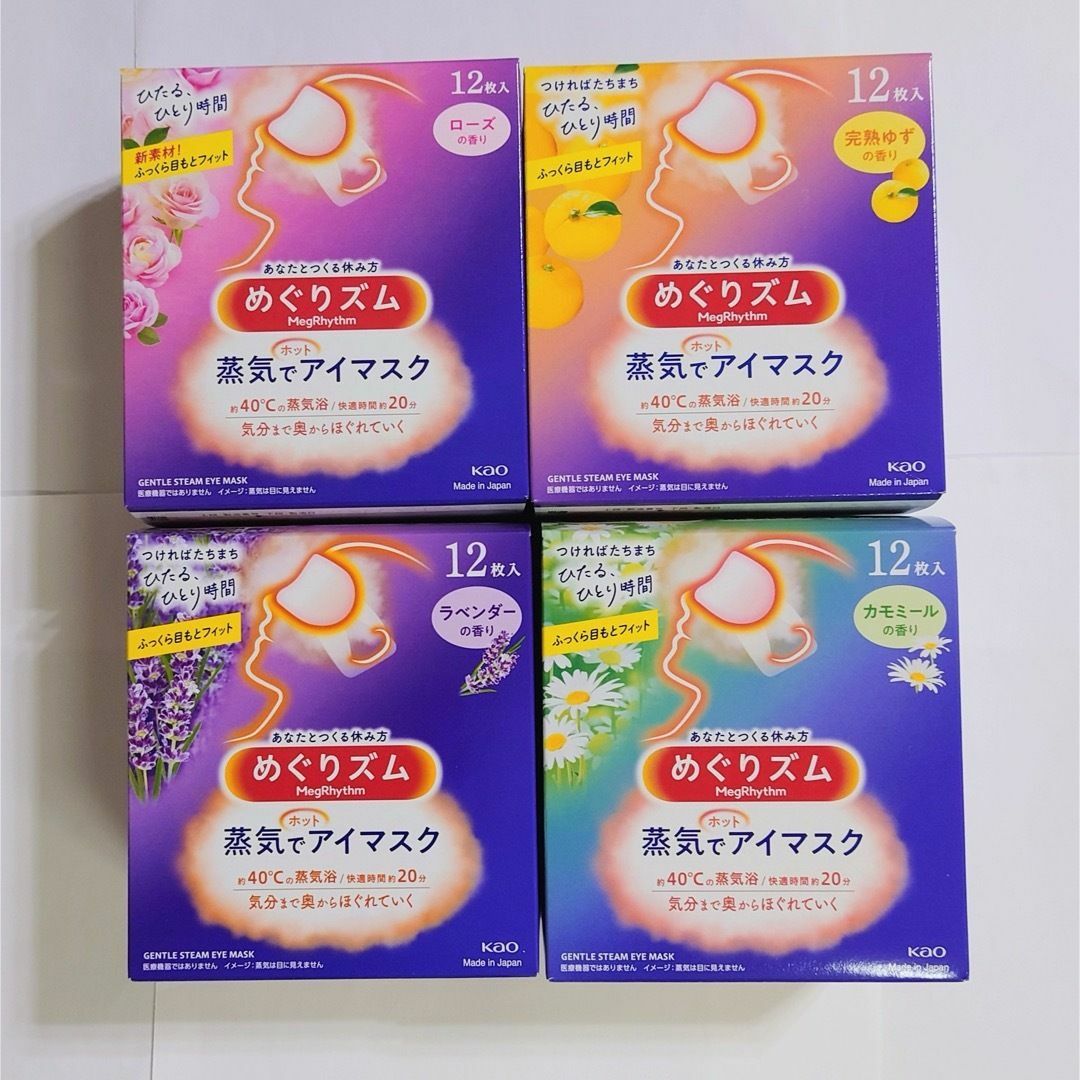 ひたる、
ひとり時間
新素材!
ふっくら目もとフィット
12枚入
ローズ
の香り
あなたとつくる休み方
めぐりズム
MegRhythm
ホット
蒸気でアイマスク
約40℃の蒸気浴/快適時間約20分
気分まで奥からほぐれていく
GENTLE STEAM EYE MASK
医療機器ではありません イメージ:蒸気は目に見えません
Kao
Made in Japan
つければたちまち
ひたる、
ひとり時間
ふっくら目もとフィット
12枚入
完熟ゆず
の香り
あなたとつくる休み方
めぐりズム
MegRhythm
ホット
蒸気でアイマスク
約40℃の蒸気浴/快適時間約20分
気分まで奥からほぐれていく
GENTLE STEAM EYE MASK
医療機器ではありません イメージ:蒸気は目に見えません
Kao
Made in Japan
つければたちまち
ひたる、
ひとり時間
ふっくら目もとフィット
12枚入
ラベンダー
の香り
あなたとつくる休み方
めぐりズム
MegRhythm
ホット
蒸気でアイマスク
約40℃の蒸気浴/快適時間約20分
気分まで奥からほぐれていく
GENTLE STEAM EYE MASK
医療機器ではありません イメージ:蒸気は目に見えません
Kao
Made in Japan
つければたちまち
ひたる、
ひとり時間
ふっくら目もとフィット
12枚入
カモミール
の香り
あなたとつくる休み方
めぐりズム
MegRhythm
ホット
蒸気でアイマスク
約40℃の蒸気浴/快適時間約20分
気分まで奥からほぐれていく
GENTLE STEAM EYE MASK
医療機器ではありません イメージ:蒸気は目に見えません
Kao
Made in Japan